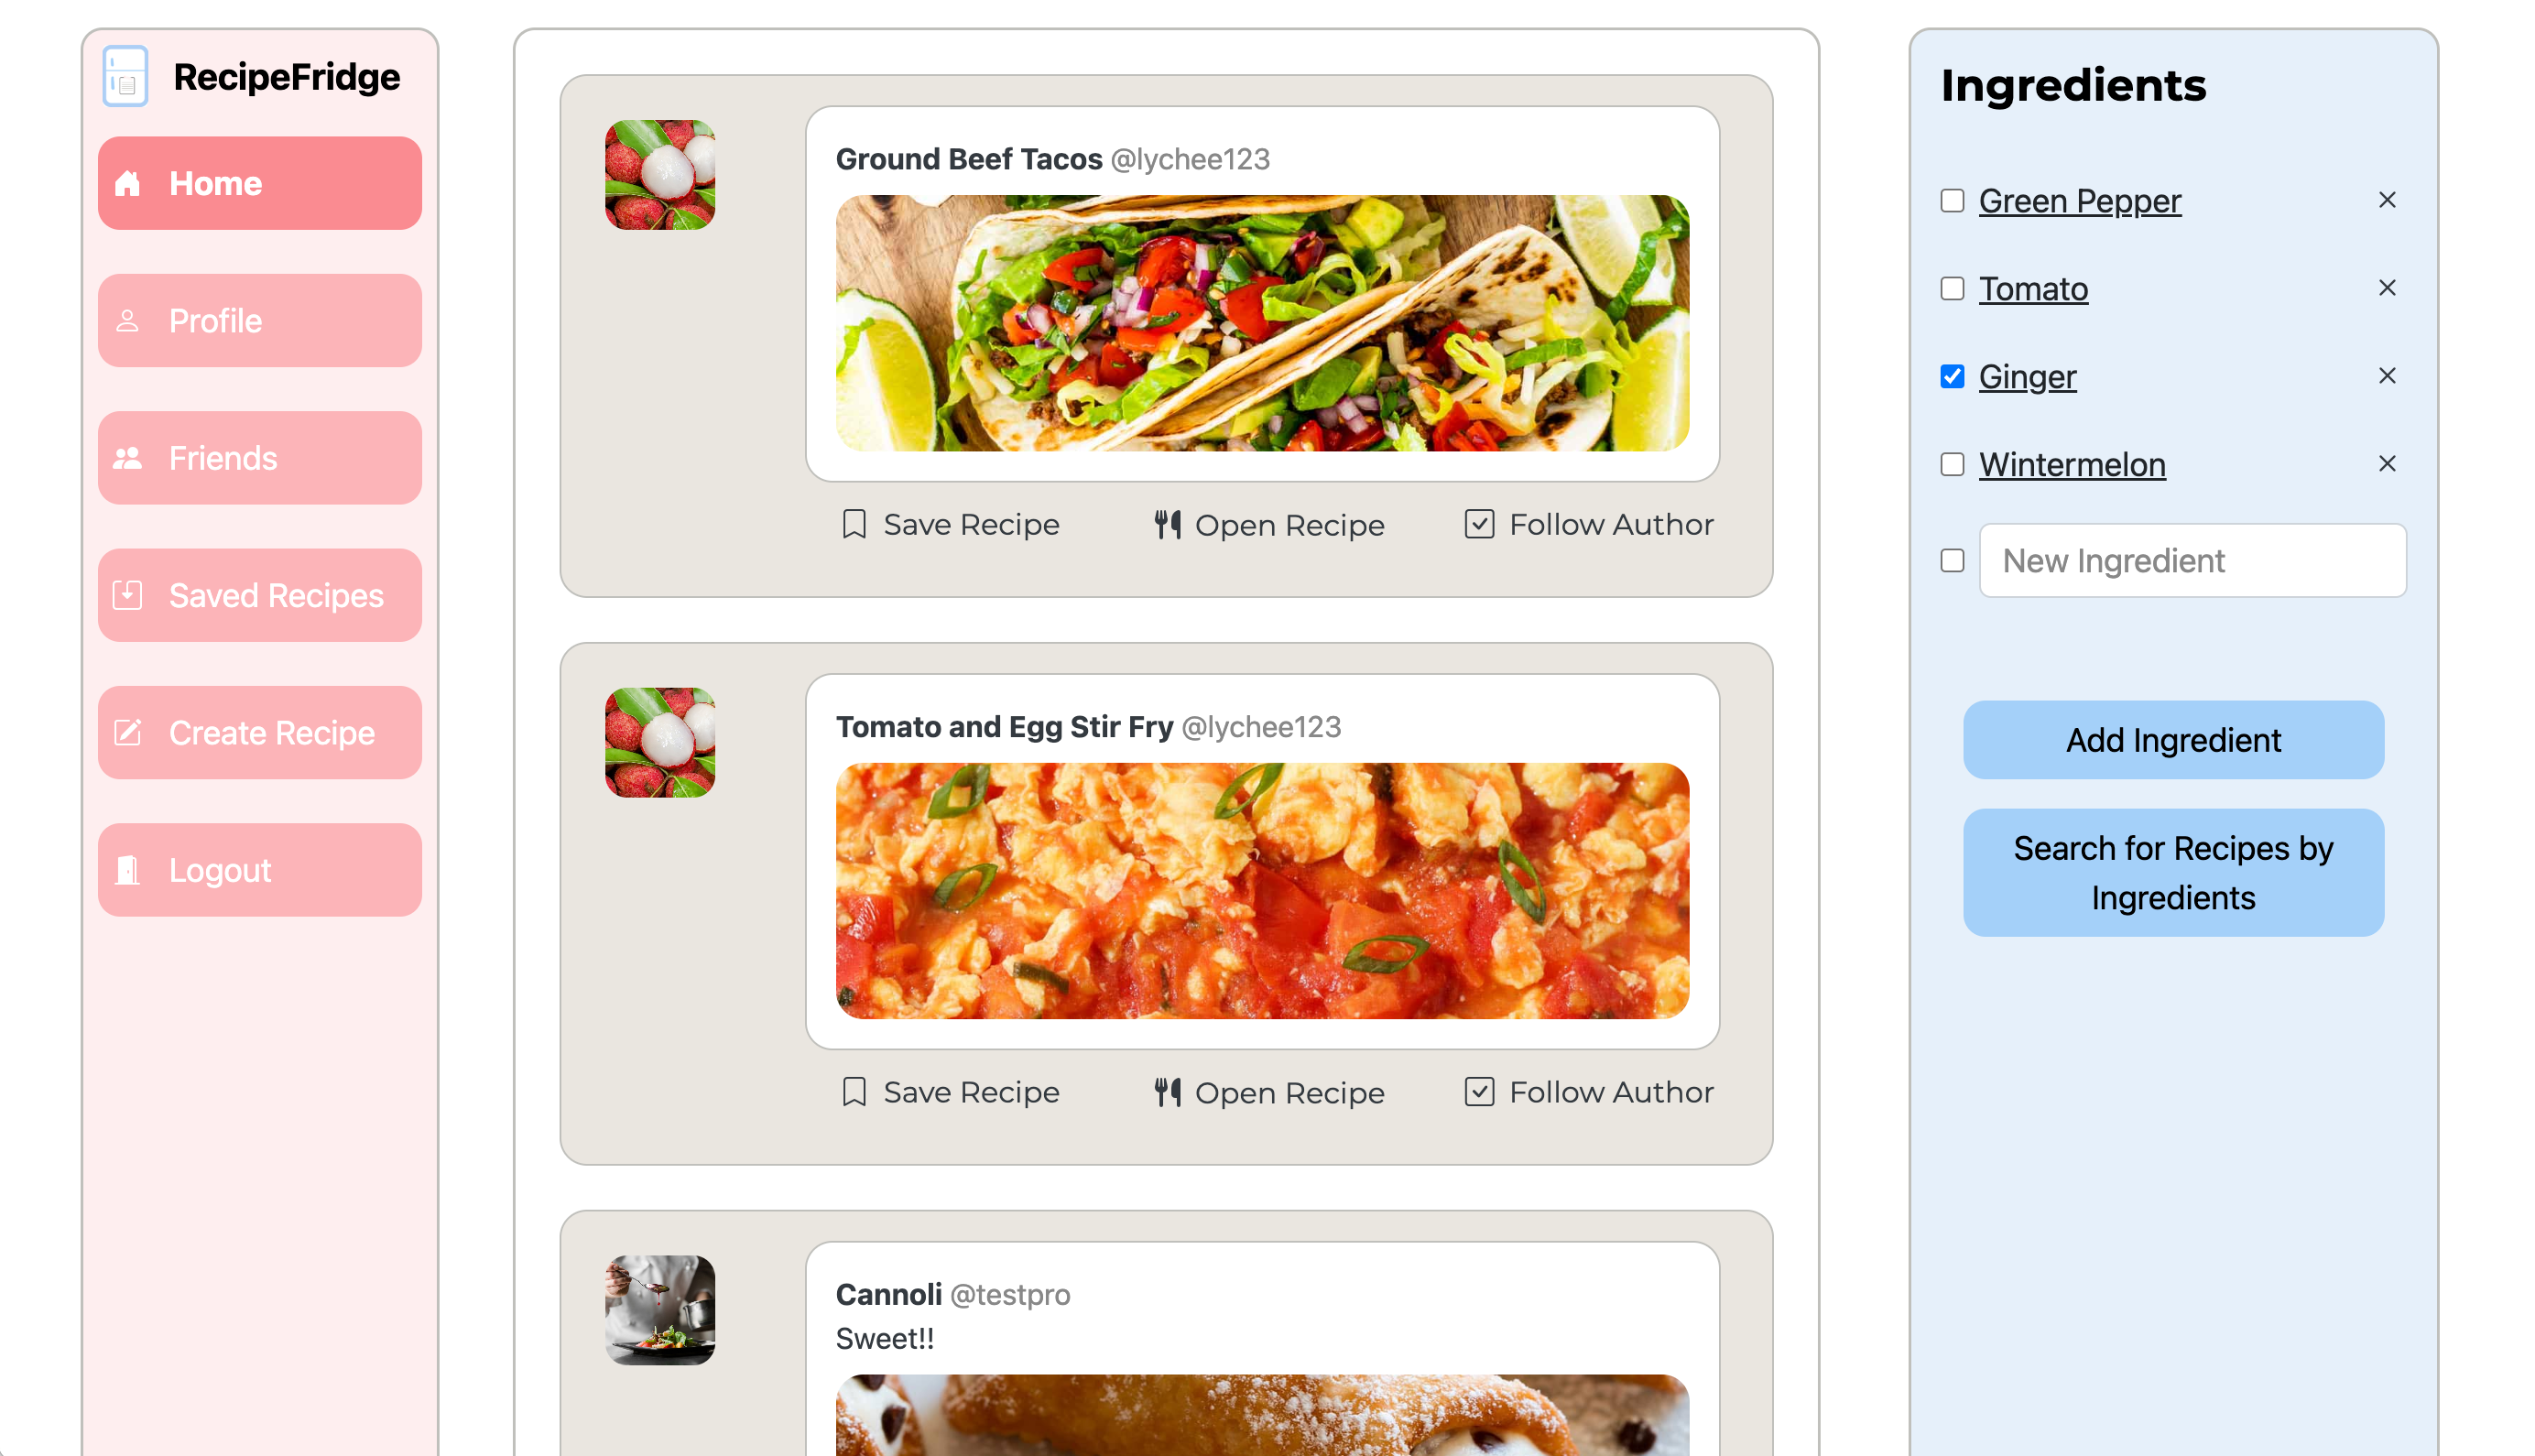 RecipeFridge
Home
Profile
Friends
Saved Recipes
Create Recipe
Logout
Ground Beef Tacos @lychee123
Save Recipe
Open Recipe
Follow Author
Tomato and Egg Stir Fry @lychee123
Save Recipe
Open Recipe
Follow Author
Cannoli @testpro
Sweet!!
Ingredients
Green Pepper
Tomato
Ginger
Wintermelon
New Ingredient
Add Ingredient
Search for Recipes by
Ingredients